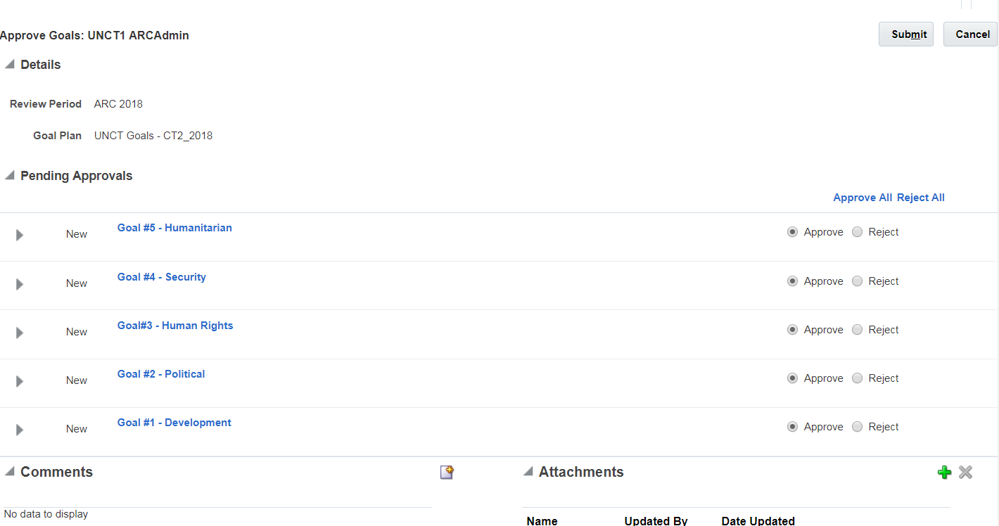 Approve Goals: UNCT1 ARCAdmin
Submit Cancel
Details
Review Period ARC 2018
Goal Plan UNCT Goals - CT2_2018
Pending Approvals
Approve All Reject All
New Goal #5 - Humanitarian Approve Reject
New Goal #4 - Security Approve Reject
New Goal#3 - Human Rights Approve Reject
New Goal #2 - Political Approve Reject
New Goal #1 - Development Approve Reject
Comments Attachments
No data to display
Name Updated By Date Updated